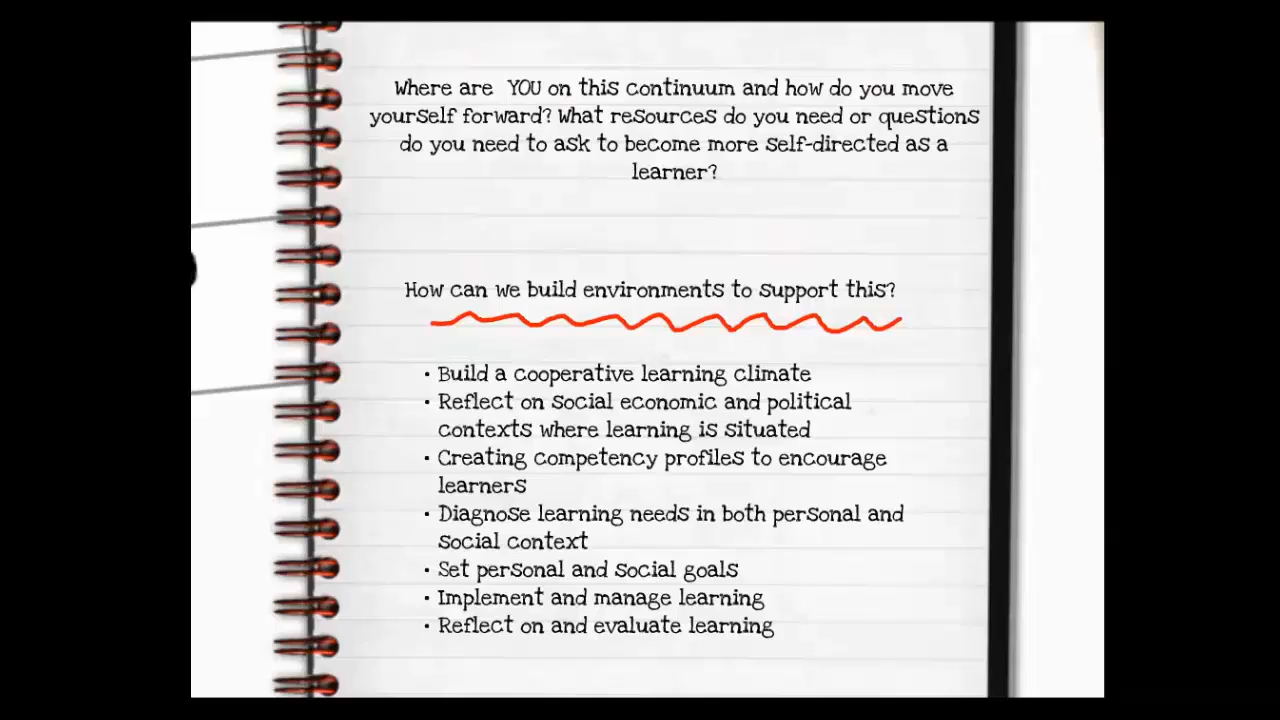 Where are YOU on this continuum and how do you move
yourself forward? What resources do you need or questions
do you need to ask to become more self-directed as a
learner?
How can we build environments to support this?
• Build a cooperative learning climate
• Reflect on social economic and political
contexts where learning is situated
• Creating competency profiles to encourage
learners
• Diagnose learning needs in both personal and
social context
• Set personal and social goals
• Implement and manage learning
• Reflect on and evaluate learning